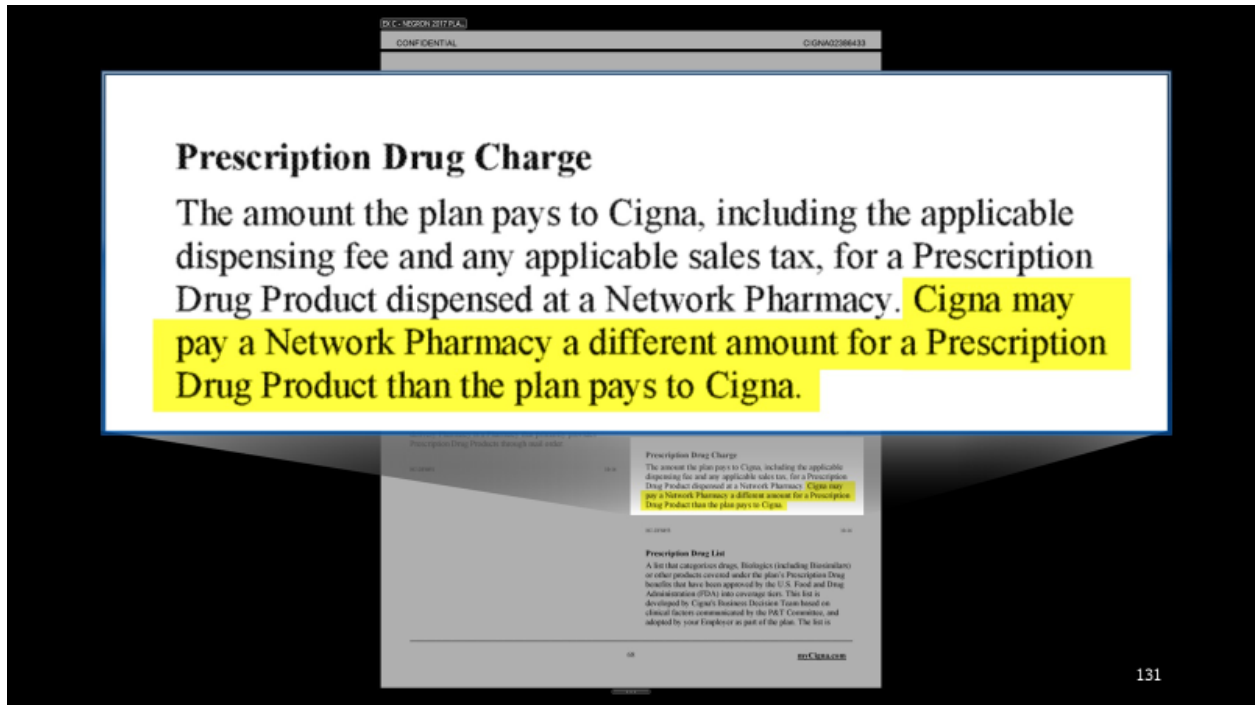 EX C - NEGRON 2017 PLA...
CONFIDENTIAL
CIGNA02386433
Prescription Drug Charge
The amount the plan pays to Cigna, including the applicable
dispensing fee and any applicable sales tax, for a Prescription
Drug Product dispensed at a Network Pharmacy. Cigna may
pay a Network Pharmacy a different amount for a Prescription
Drug Product than the plan pays to Cigna.
Prescription Drug Products through mail order.
Prescription Drug Charge
The amount the plan pays to Cigna, including the applicable
dispensing fee and any applicable sales tax, for a Prescription
Drug Product dispensed at a Network Pharmacy. Cigna may
pay a Network Pharmacy a different amount for a Prescription
Drug Product than the plan pays to Cigna.
Prescription Drug List
A list that categorizes drugs, Biologics (including Biosimilars)
or other products covered under the plan's Prescription Drug
benefits that have been approved by the U.S. Food and Drug
Administration (FDA) into coverage tiers. This list is
developed by Cigna's Business Decision Team based on
clinical factors communicated by the P&T Committee, and
adopted by your Employer as part of the plan. The list is
myCigna.com
131